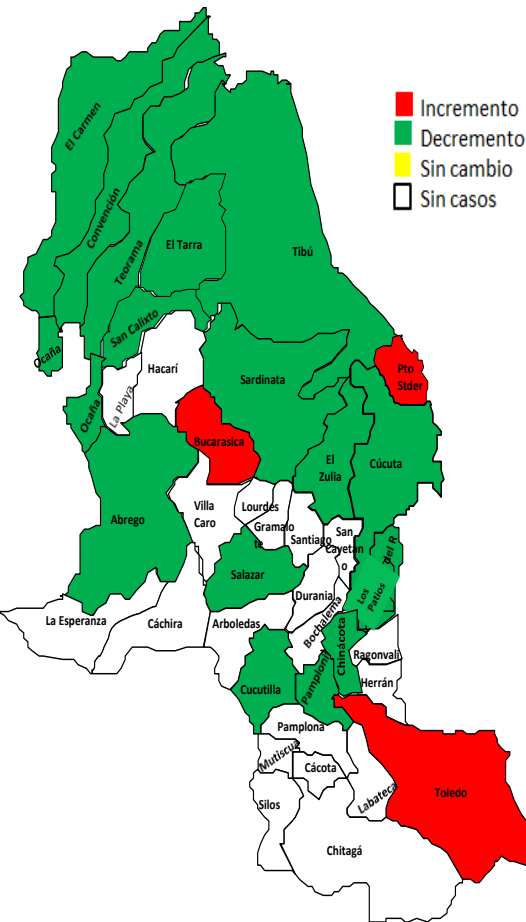 Incremento
Decremento
Sin cambio
Sin casos
El Carmen
Convención
Teorama
El Tarra
Tibú
San Calixto
Ocaña
Hacarí
La Playa
Ocaña
Sardinata
Pto
Stder
Bucarasica
El
Zulia
Cúcuta
Abrego
Villa
Caro
Lourdes
Gramalo
te
Santiago
San
Cayetan
o
del R
Los
Patios
Salazar
Durania
La Esperanza
Cáchira
Arboledas
Bochalema
Chinácota
Ragonvali
Herrán
Cucutilla
Pamplonit
Pamplona
Mutiscua
Cácota
Labateca
Toledo
Silos
Chitagá